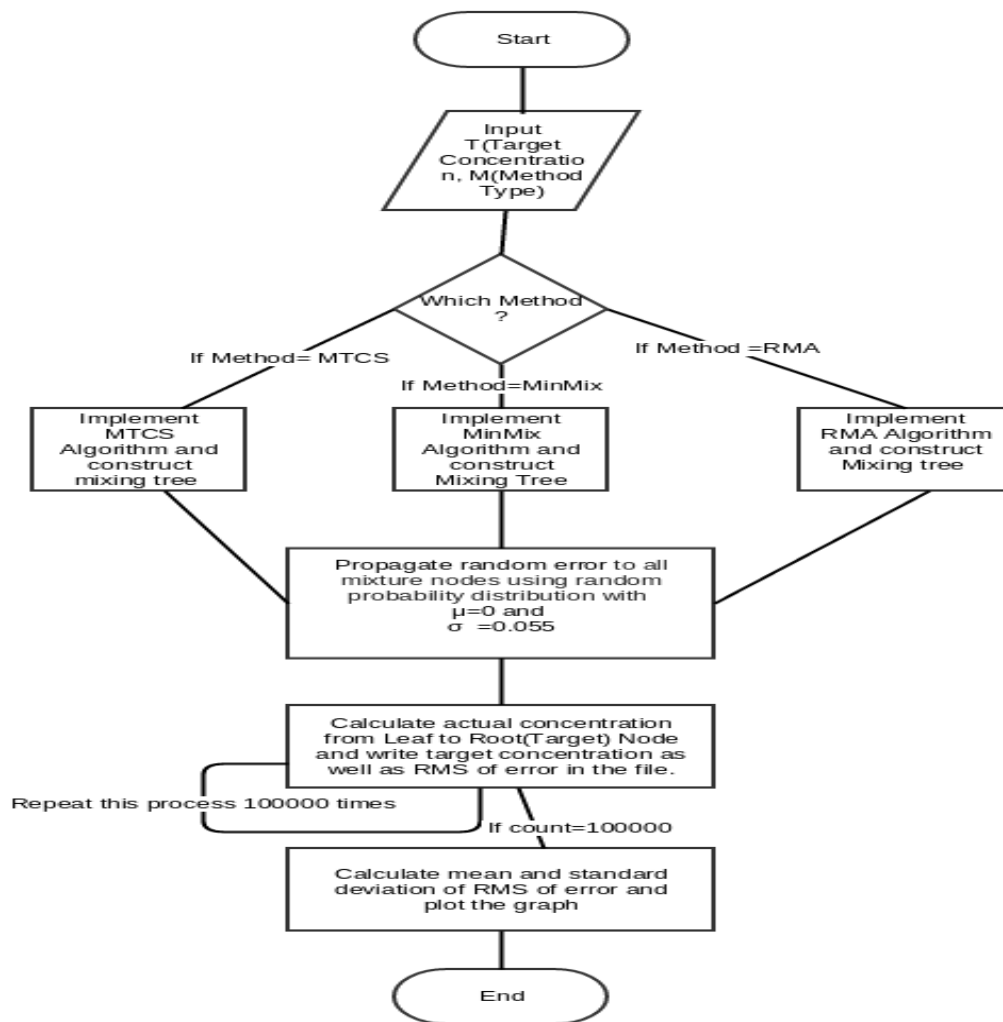 Start
Input
T(Target
Concentratio
n, M(Method
Type)
Which Method
?
If Method= MTCS
If Method=MinMix
If Method =RMA
Implement
MTCS
Algorithm and
construct
mixing tree
Implement
MinMix
Algorithm and
construct
Mixing Tree
Implement
RMA Algorithm
and construct
Mixing tree
Propagate random error to all
mixture nodes using random
probability distribution with
μ=0 and
σ =0.055
Calculate actual concentration
from Leaf to Root(Target) Node
and write target concentration as
well as RMS of error in the file.
Repeat this process 100000 times
If count=100000
Calculate mean and standard
deviation of RMS of error and
plot the graph
End